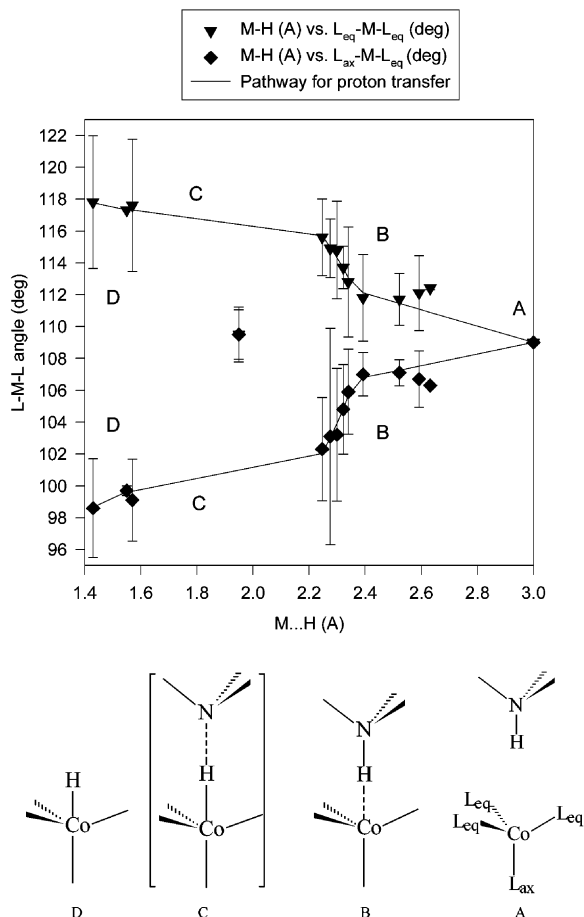 M-H (A) vs. Leq-M-Leq (deg)
M-H (A) vs. Lax-M-Leq (deg)
Pathway for proton transfer
122
120
118
116
114
112
110
108
106
104
102
100
98
96
L-M-L angle (deg)
C
B
D
A
D
B
C
1.4 1.6 1.8 2.0 2.2 2.4 2.6 2.8 3.0
M...H (A)
N
H
Co
N
H
Co
N
H
Co
H
Leq
Leq
Co
Leq
Lax
D C B A